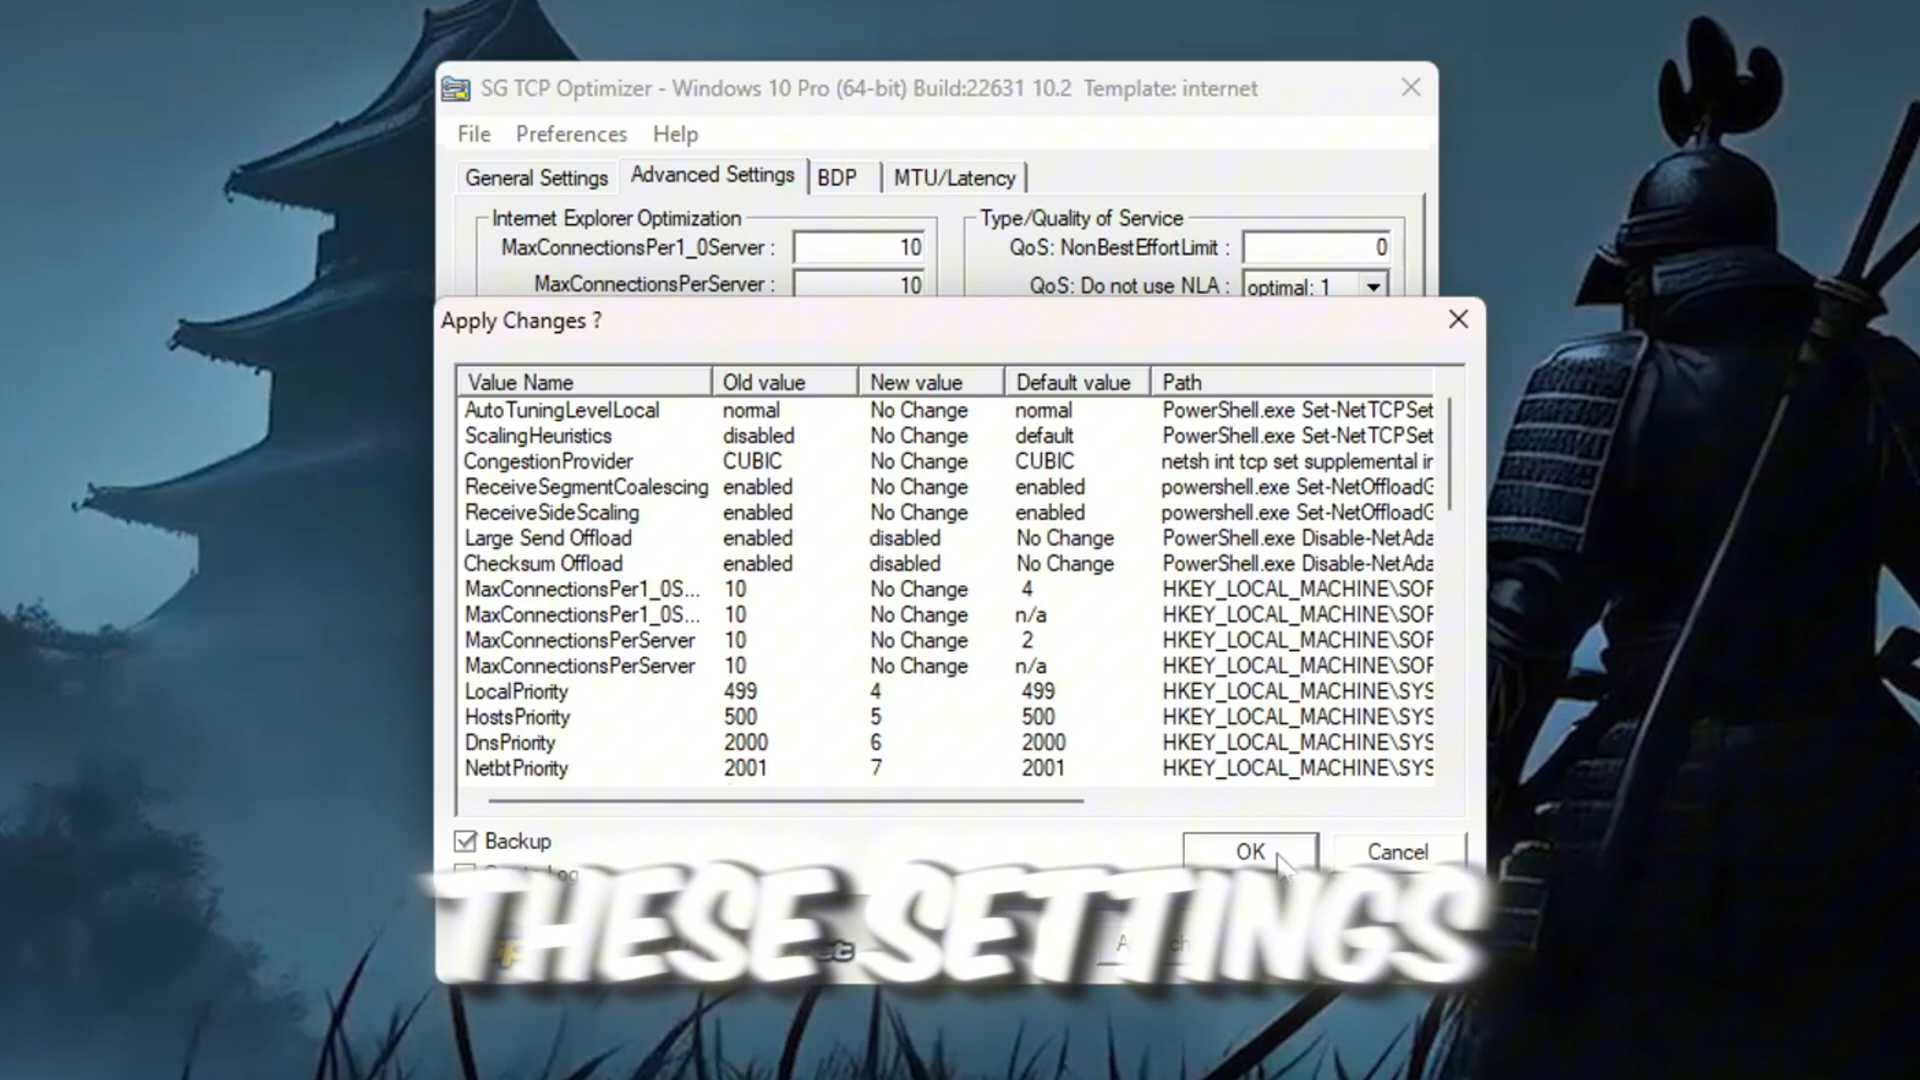 SG TCP Optimizer - Windows 10 Pro (64-bit) Build:22631 10.2 Template: internet
File Preferences Help
General Settings Advanced Settings BDP MTU/Latency
Internet Explorer Optimization Type/Quality of Service
MaxConnectionsPer1_0Server : 10 QoS: NonBestEffortLimit : 0
MaxConnectionsPerServer : 10 QoS: Do not use NLA : optimal: 1
Apply Changes ?
Value Name Old value New value Default value Path
AutoTuningLevelLocal normal No Change normal PowerShell.exe Set-NetTCPSet
ScalingHeuristics disabled No Change default PowerShell.exe Set-NetTCPSet
CongestionProvider CUBIC No Change CUBIC netsh int tcp set supplemental ir
ReceiveSegmentCoalescing enabled No Change enabled powershell.exe Set-NetOffloadG
ReceiveSideScaling enabled No Change enabled powershell.exe Set-NetOffloadG
Large Send Offload enabled disabled No Change PowerShell.exe Disable-NetAda
Checksum Offload enabled disabled No Change PowerShell.exe Disable-NetAda
MaxConnectionsPer1_0S... 10 No Change 4 HKEY_LOCAL_MACHINE\SOF
MaxConnectionsPer1_0S... 10 No Change n/a HKEY_LOCAL_MACHINE\SOF
MaxConnectionsPerServer 10 No Change 2 HKEY_LOCAL_MACHINE\SOF
MaxConnectionsPerServer 10 No Change n/a HKEY_LOCAL_MACHINE\SOF
LocalPriority 499 4 499 HKEY_LOCAL_MACHINE\SYS
HostsPriority 500 5 500 HKEY_LOCAL_MACHINE\SYS
DnsPriority 2000 6 2000 HKEY_LOCAL_MACHINE\SYS
NetbtPriority 2001 7 2001 HKEY_LOCAL_MACHINE\SYS
Backup OK Cancel
THESE SETTINGS